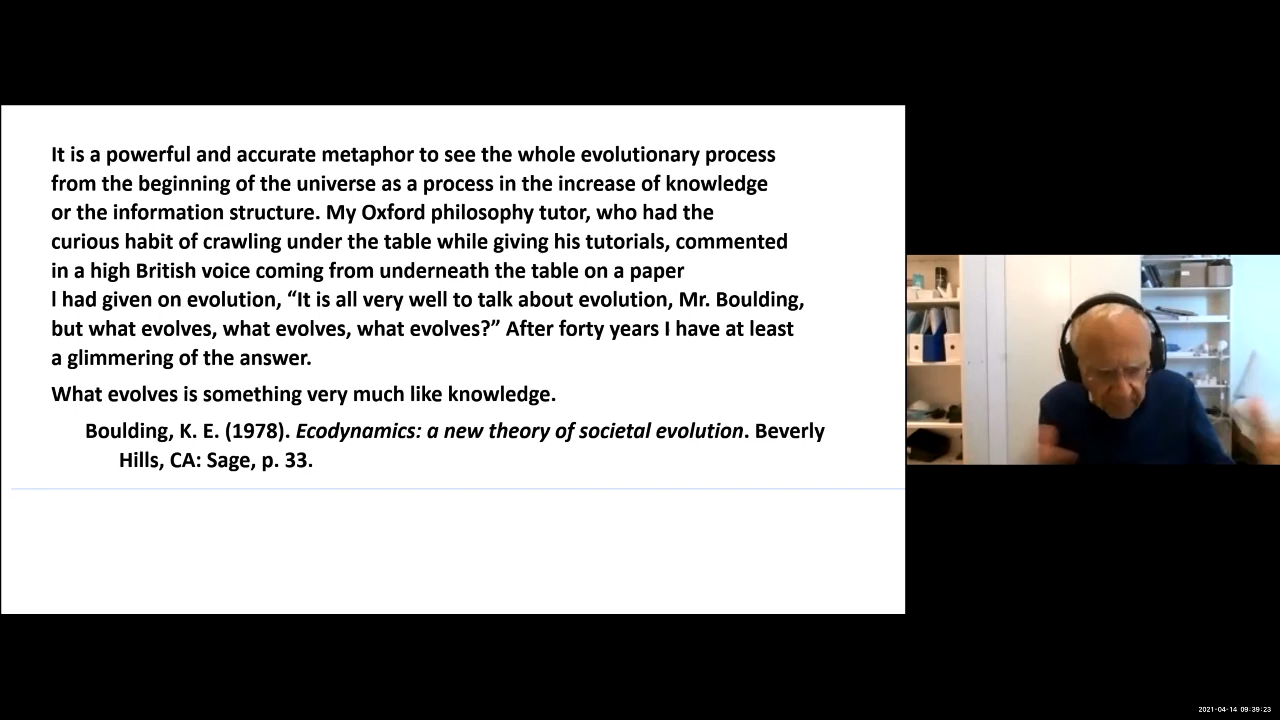 It is a powerful and accurate metaphor to see the whole evolutionary process
from the beginning of the universe as a process in the increase of knowledge
or the information structure. My Oxford philosophy tutor, who had the
curious habit of crawling under the table while giving his tutorials, commented
in a high British voice coming from underneath the table on a paper
I had given on evolution, “It is all very well to talk about evolution, Mr. Boulding,
but what evolves, what evolves, what evolves?” After forty years I have at least
a glimmering of the answer.
What evolves is something very much like knowledge.
Boulding, K. E. (1978). Ecodynamics: a new theory of societal evolution. Beverly
Hills, CA: Sage, p. 33.
2021-04-14 09:39:23